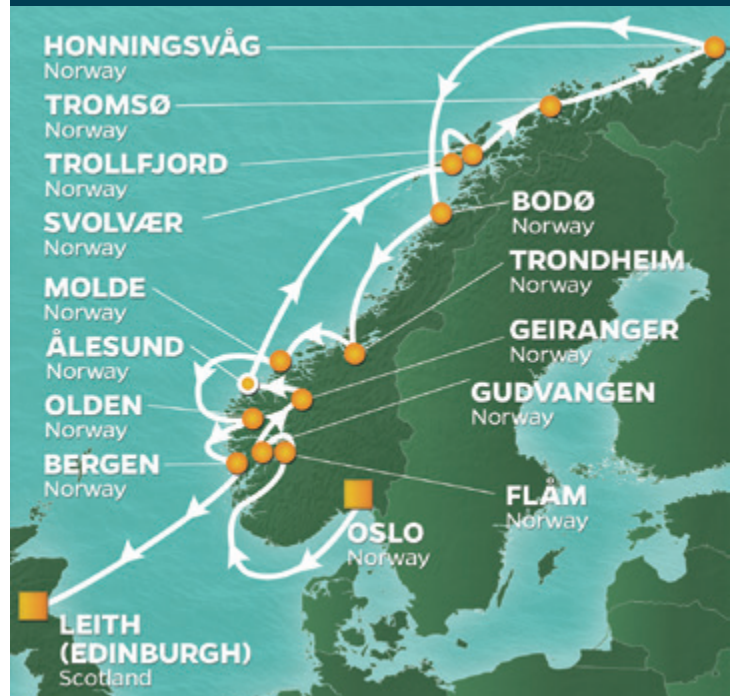 HONNINGSVÅG
Norway
TROMSØ
Norway
TROLLFJORD
Norway
SVOLVÆR
Norway
MOLDE
Norway
ÅLESUND
Norway
OLDEN
Norway
BERGEN
Norway
BODØ
Norway
TRONDHEIM
Norway
GEIRANGER
Norway
GUDVANGEN
Norway
FLÅM
Norway
OSLO
Norway
LEITH
(EDINBURGH)
Scotland